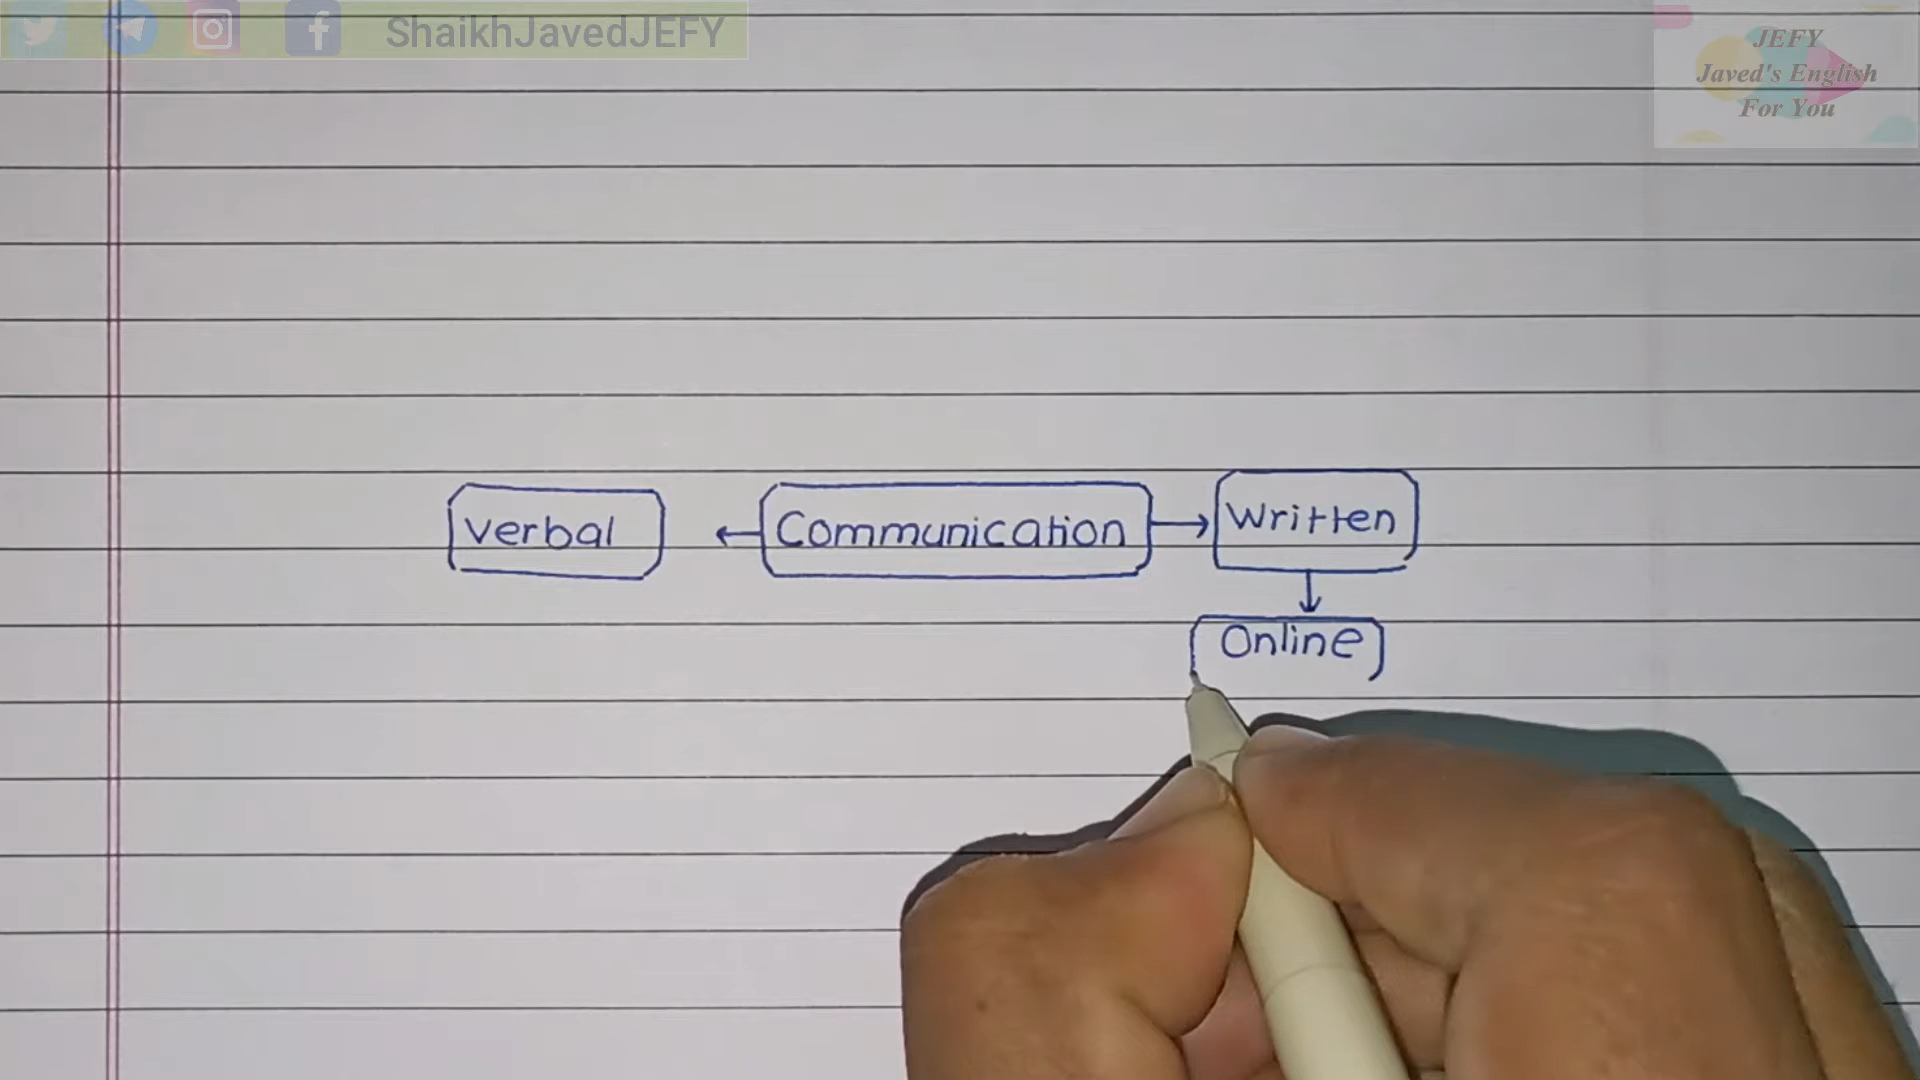 ShaikhJavedJEFY
JEFY
Javed's English
For You
Verbal
Communication
Written
Online